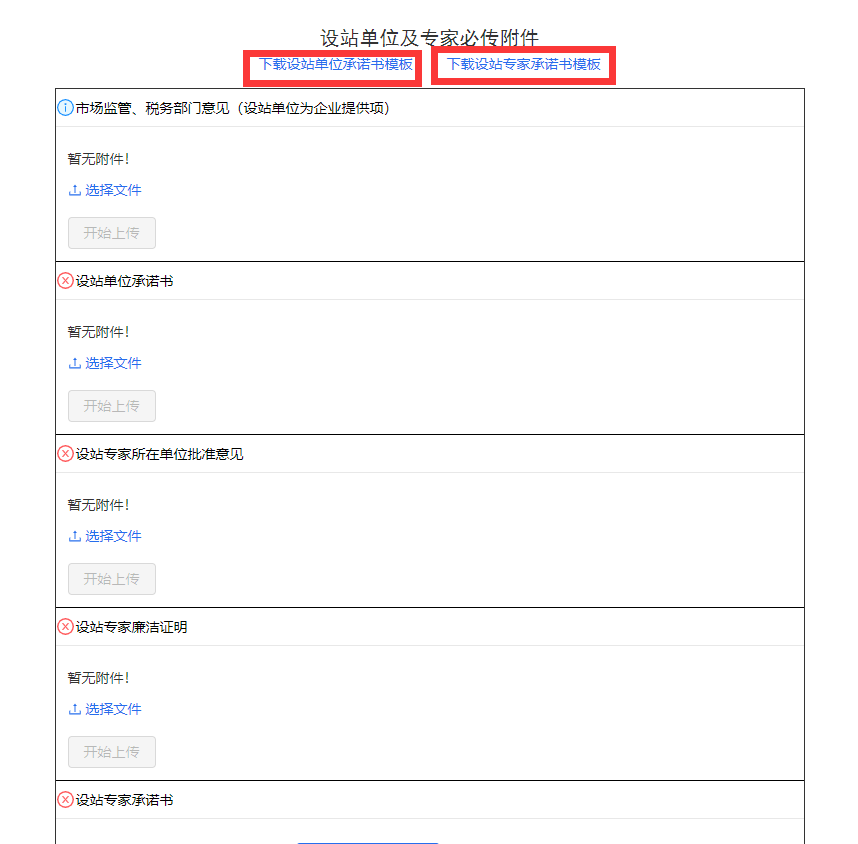 设站单位及专家必传附件
下载设站单位承诺书模板 下载设站专家承诺书模板
市场监管、税务部门意见（设站单位为企业提供项）
暂无附件！
选择文件
开始上传
设站单位承诺书
暂无附件！
选择文件
开始上传
设站专家所在单位批准意见
暂无附件！
选择文件
开始上传
设站专家廉洁证明
暂无附件！
选择文件
开始上传
设站专家承诺书